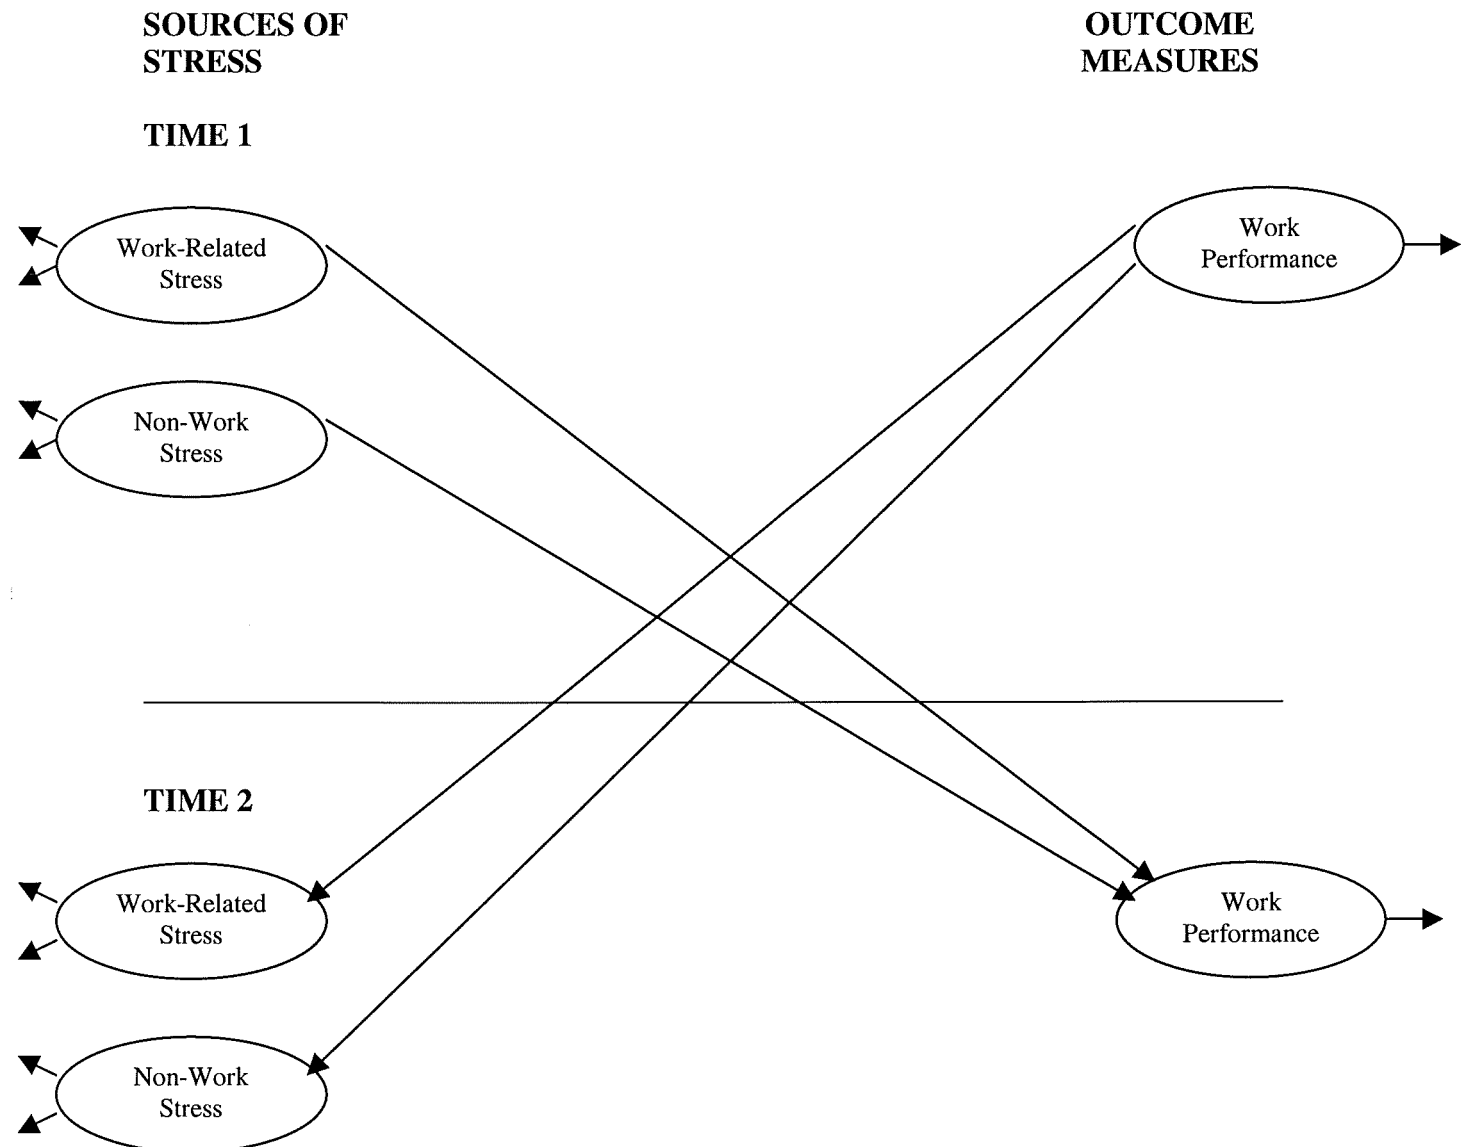 SOURCES OF
STRESS
OUTCOME
MEASURES
TIME 1
Work-Related
Stress
Work
Performance
Non-Work
Stress
TIME 2
Work-Related
Stress
Work
Performance
Non-Work
Stress